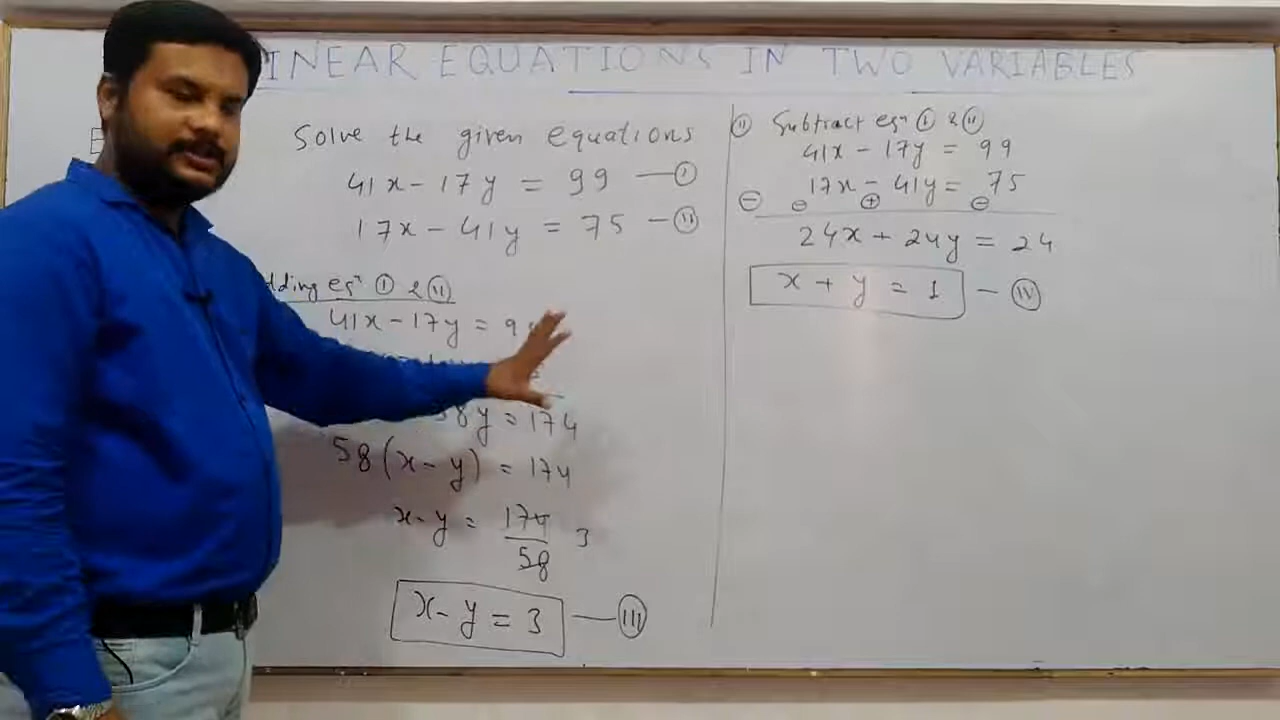 INEAR EQUATIONS IN TWO VARIABLES
E
Solve the given equations
41x - 17y = 99 — (I)
17x - 41y = 75 — (II)
dding eqn (I) & (II)
41x - 17y = 9
58y = 174
58(x - y) = 174
x - y = 174/58 3
x - y = 3 — (III)
(II) Subtract eqn (I) & (II)
41x - 17y = 99
17x - 41y = 75
⊖ ⊖ ⊕ ⊖
24x + 24y = 24
x + y = 1 — (IV)